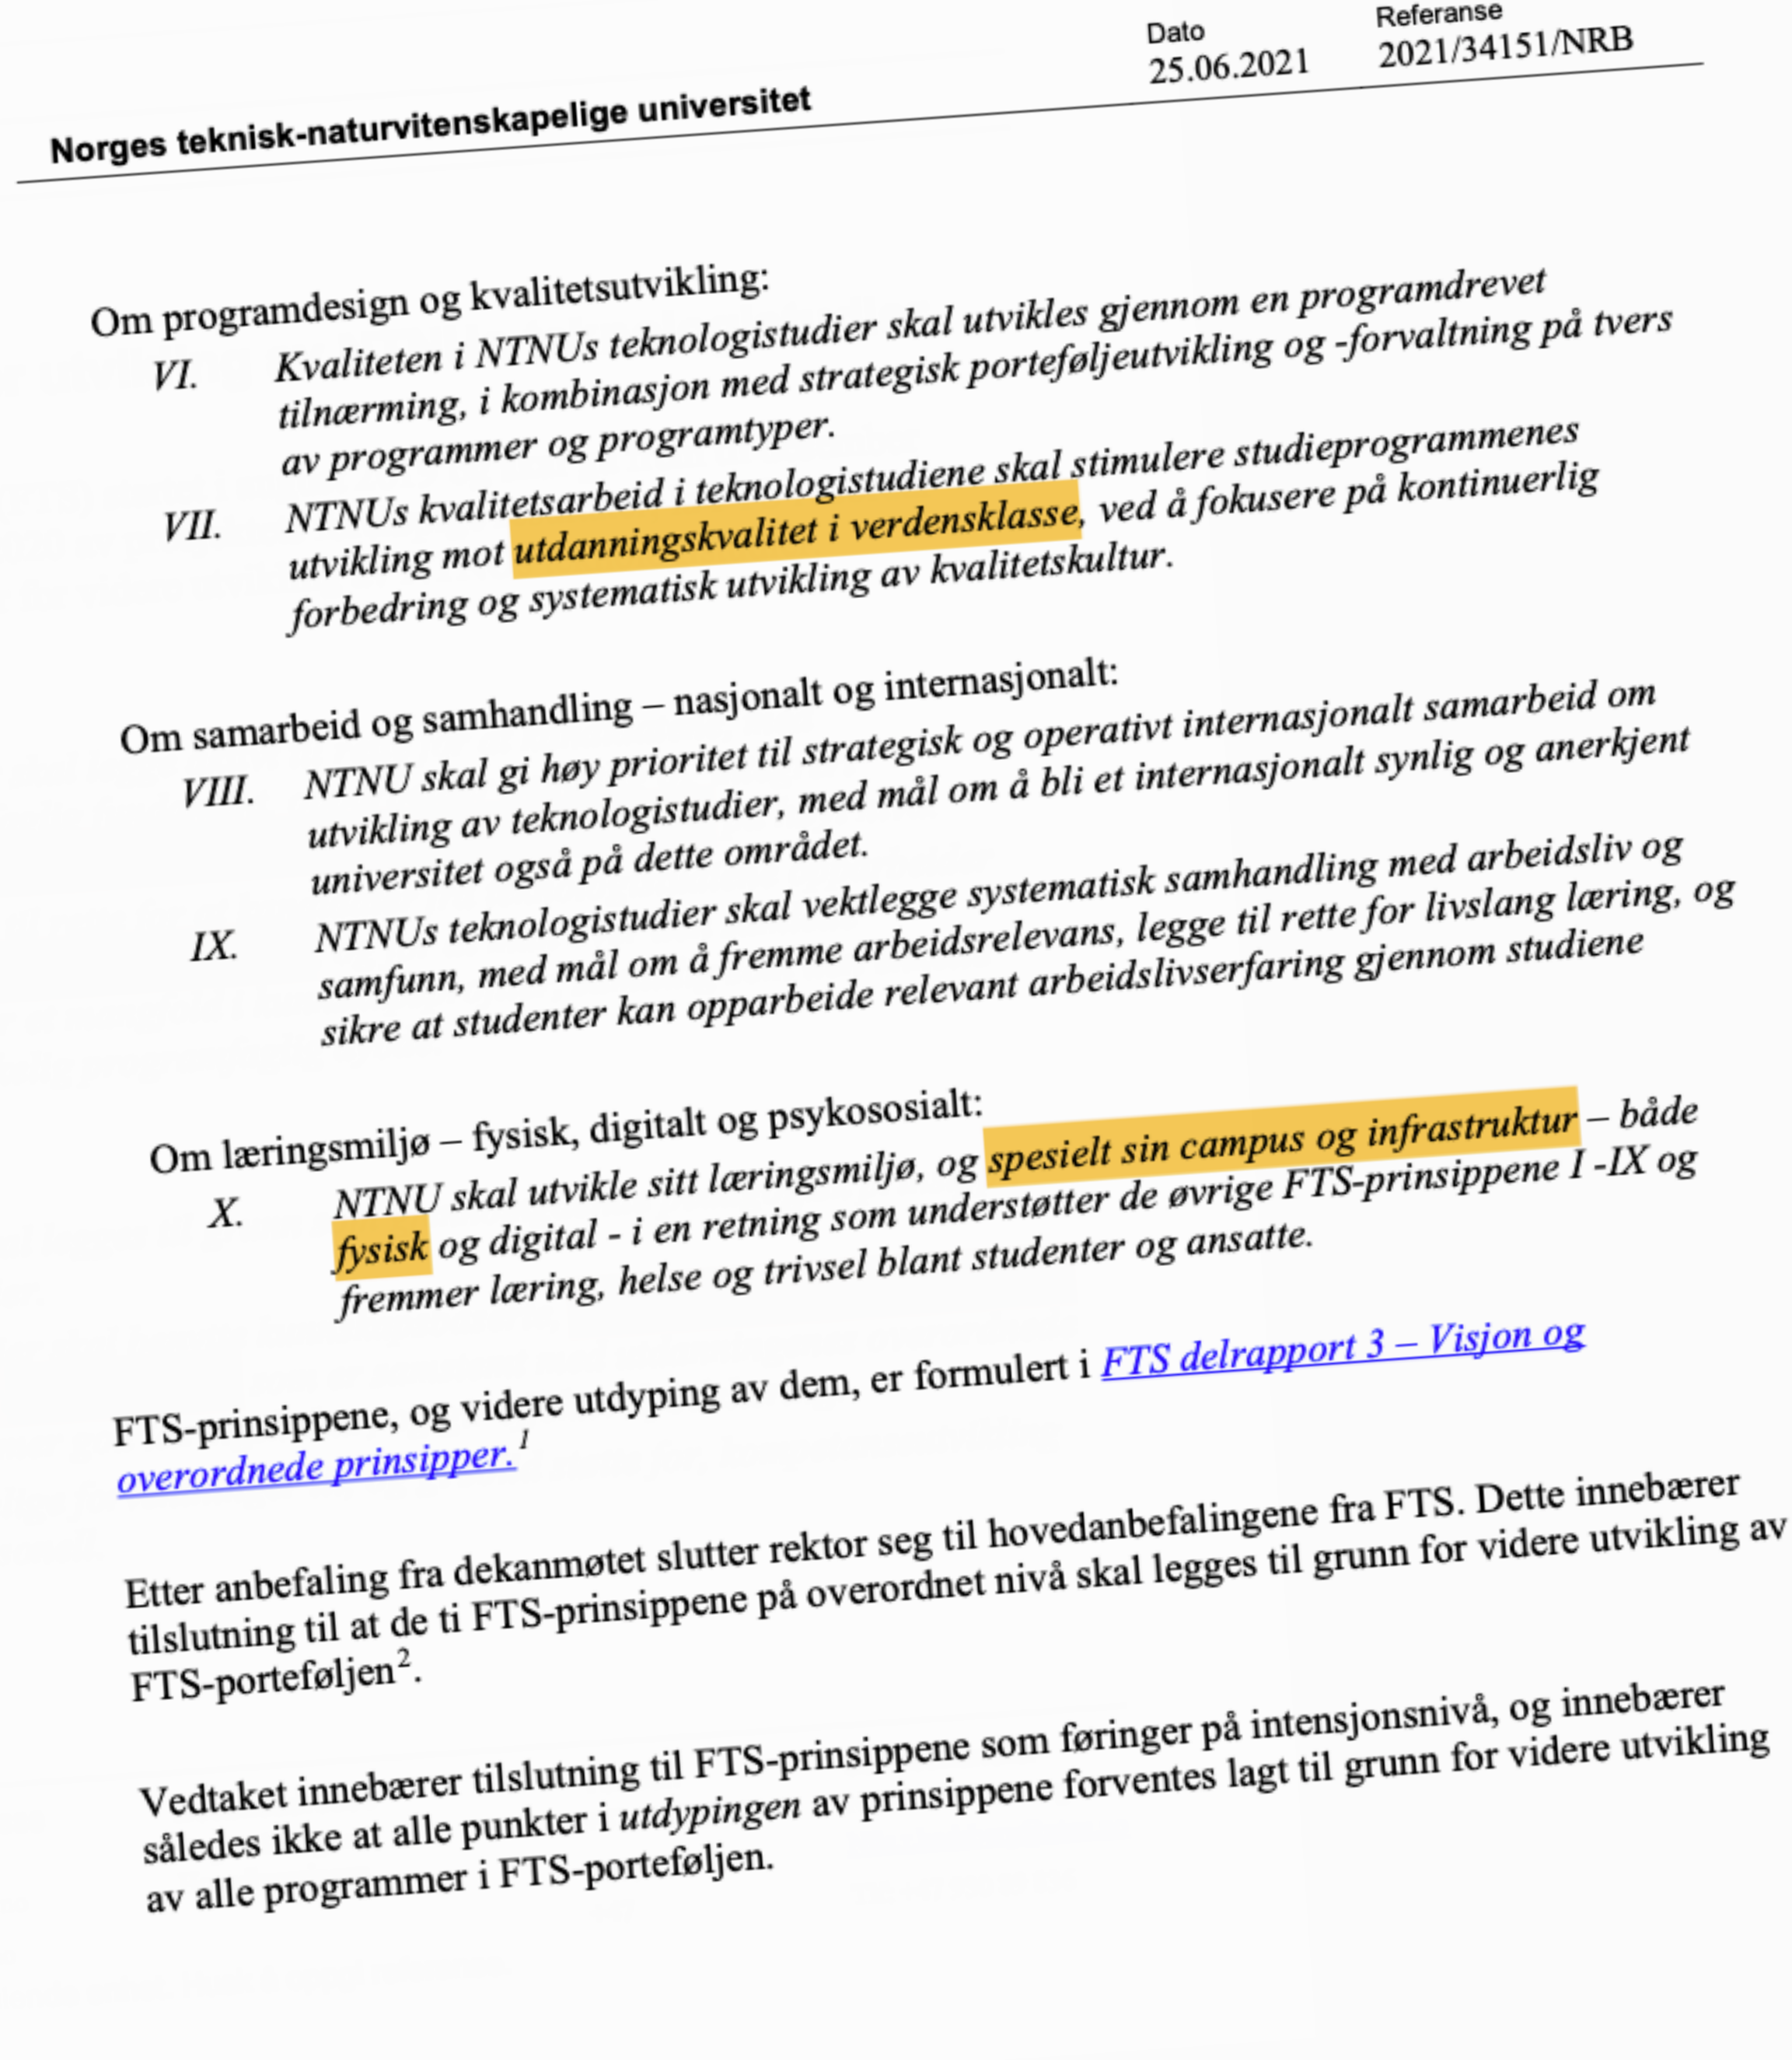 Dato
Referanse
25.06.2021
2021/34151/NRB
Norges teknisk-naturvitenskapelige universitet
Om programdesign og kvalitetsutvikling:
VI. Kvaliteten i NTNUs teknologistudier skal utvikles gjennom en programdrevet
tilnærming, i kombinasjon med strategisk porteføljeutvikling og -forvaltning på tvers
av programmer og programtyper.
VII. NTNUs kvalitetsarbeid i teknologistudiene skal stimulere studieprogrammenes
utvikling mot utdanningskvalitet i verdensklasse, ved å fokusere på kontinuerlig
forbedring og systematisk utvikling av kvalitetskultur.
Om samarbeid og samhandling – nasjonalt og internasjonalt:
VIII. NTNU skal gi høy prioritet til strategisk og operativt internasjonalt samarbeid om
utvikling av teknologistudier, med mål om å bli et internasjonalt synlig og anerkjent
universitet også på dette området.
IX. NTNUs teknologistudier skal vektlegge systematisk samhandling med arbeidsliv og
samfunn, med mål om å fremme arbeidsrelevans, legge til rette for livslang læring, og
sikre at studenter kan opparbeide relevant arbeidslivserfaring gjennom studiene
Om læringsmiljø – fysisk, digitalt og psykososialt:
X. NTNU skal utvikle sitt læringsmiljø, og spesielt sin campus og infrastruktur – både
fysisk og digital - i en retning som understøtter de øvrige FTS-prinsippene I -IX og
fremmer læring, helse og trivsel blant studenter og ansatte.
FTS-prinsippene, og videre utdyping av dem, er formulert i FTS delrapport 3 – Visjon og
overordnede prinsipper.1
Etter anbefaling fra dekanmøtet slutter rektor seg til hovedanbefalingene fra FTS. Dette innebærer
tilslutning til at de ti FTS-prinsippene på overordnet nivå skal legges til grunn for videre utvikling av
FTS-porteføljen2.
Vedtaket innebærer tilslutning til FTS-prinsippene som føringer på intensjonsnivå, og innebærer
således ikke at alle punkter i utdypingen av prinsippene forventes lagt til grunn for videre utvikling
av alle programmer i FTS-porteføljen.